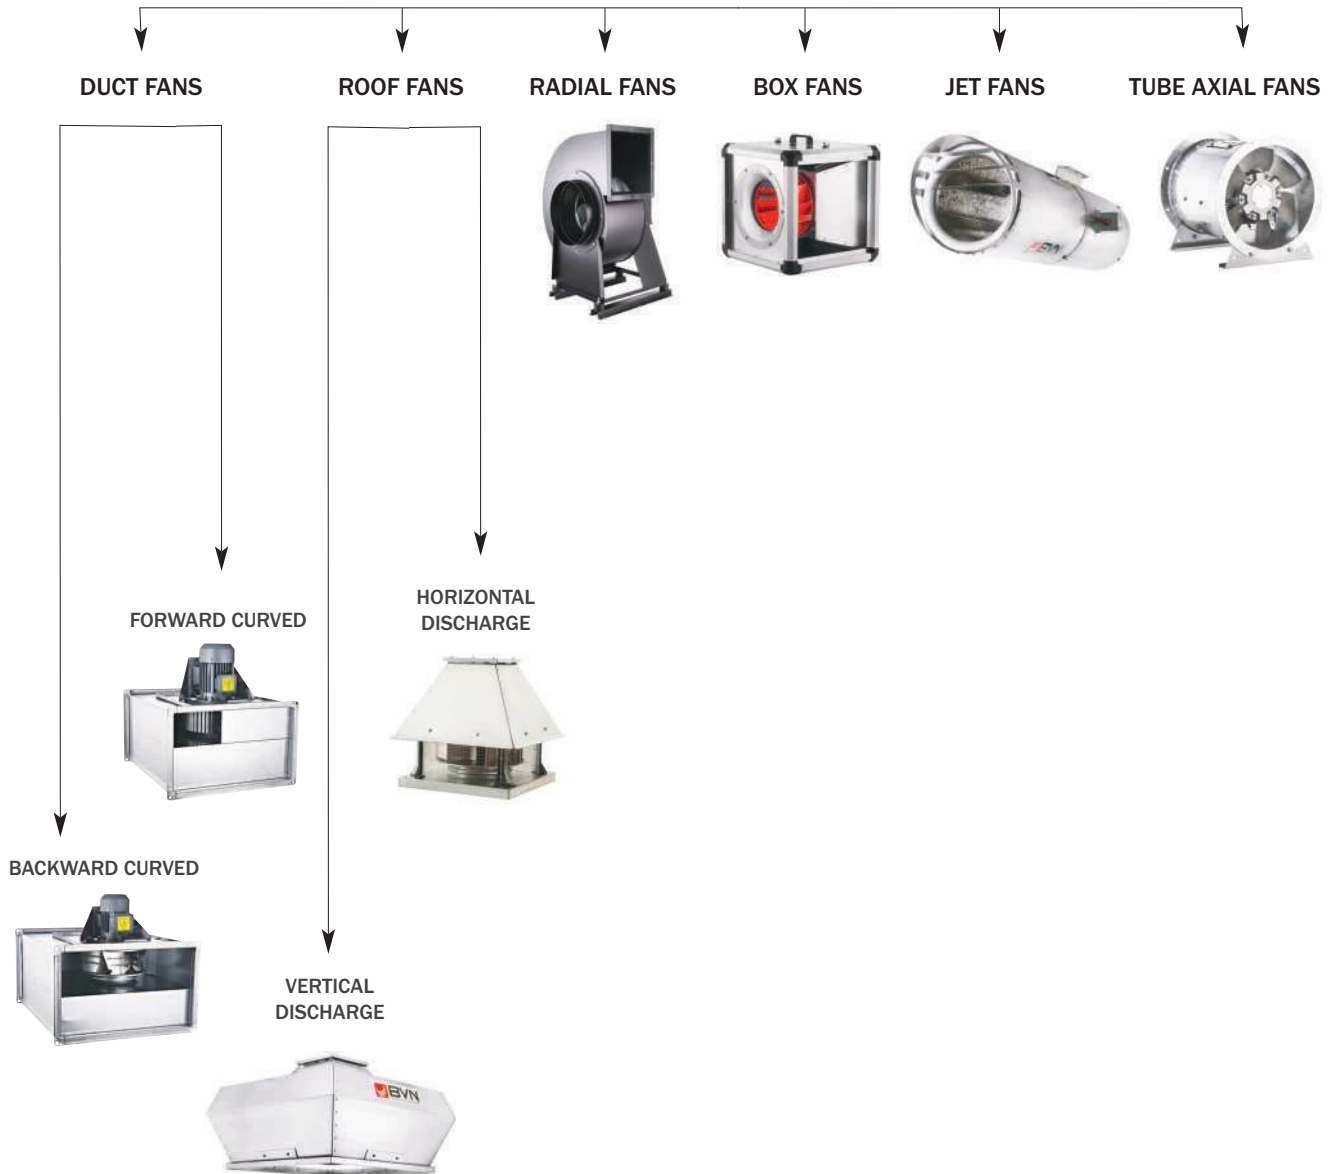 DUCT FANS
ROOF FANS
RADIAL FANS
BOX FANS
JET FANS
TUBE AXIAL FANS
BVN
FORWARD CURVED
HORIZONTAL
DISCHARGE
BACKWARD CURVED
VERTICAL
DISCHARGE
BVN